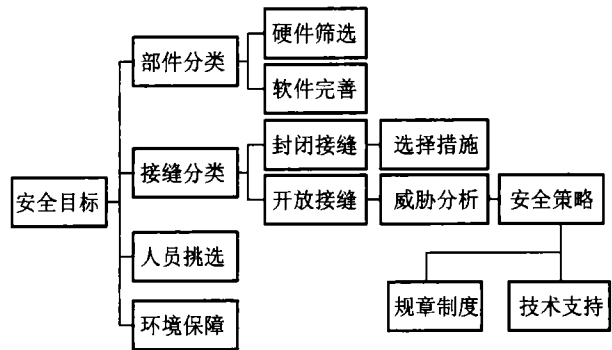 硬件筛选
部件分类
软件完善
封闭接缝
选择措施
接缝分类
安全目标
开放接缝
威胁分析
安全策略
人员挑选
规章制度
技术支持
环境保障